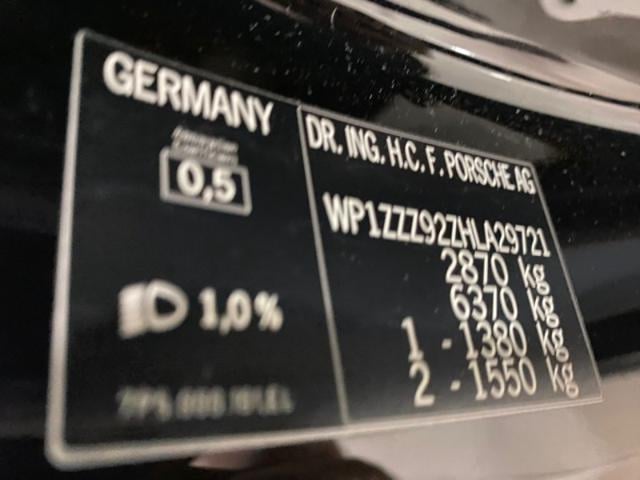 GERMANY
0,5
1,0%
DR. ING. H.C. F. PORSCHE AG
WP1ZZZ92ZHLA29721
2870 kg
6370 kg
1 - 1380 kg
2 - 1550 kg